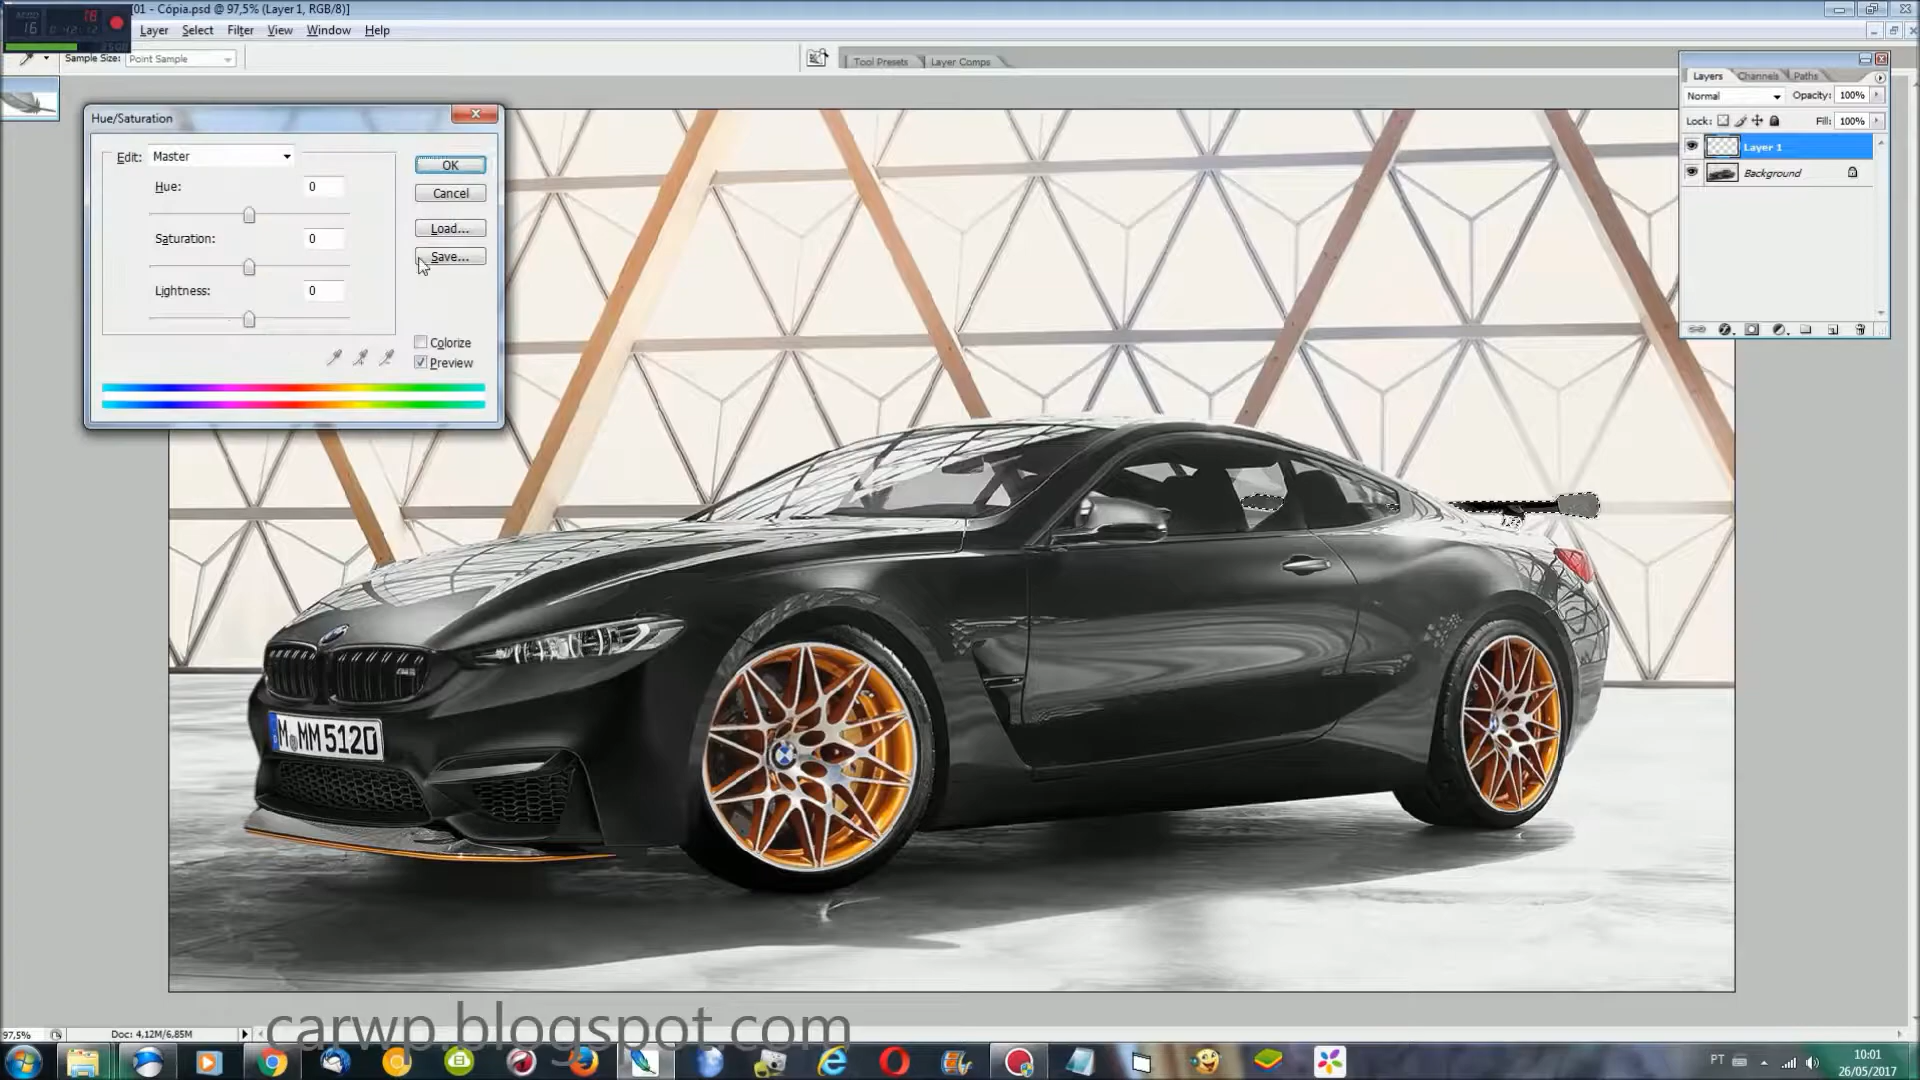 [01 - Cópia.psd @ 97,5% (Layer 1, RGB/8)]
Layer Select Filter View Window Help
Sample Size: Point Sample
Tool Presets Layer Comps
Hue/Saturation
Edit: Master
OK
Hue: 0
Cancel
Load...
Saturation: 0
Save...
Lightness: 0
Colorize
Preview
Layers Channels Paths
Normal Opacity: 100%
Lock: Fill: 100%
Layer 1
Background
M MM 5120
97,5% Doc: 4,12M/6,85M
carwp.blogspot.com
PT
10:01
26/05/2017